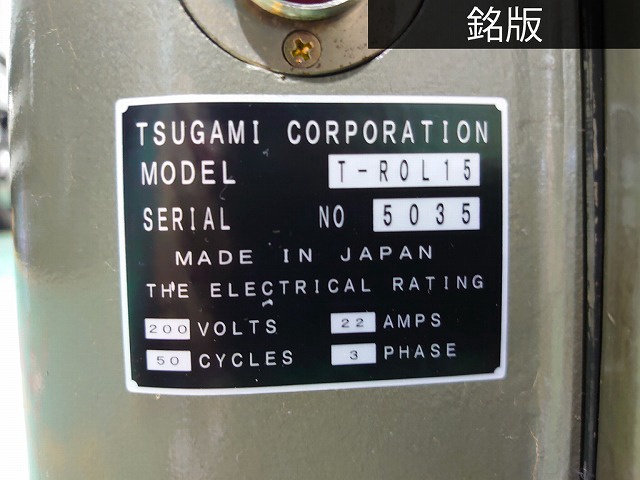 銘版
TSUGAMI CORPORATION
MODEL T-ROL15
SERIAL NO 5035
MADE IN JAPAN
THE ELECTRICAL RATING
200 VOLTS 22 AMPS
50 CYCLES 3 PHASE